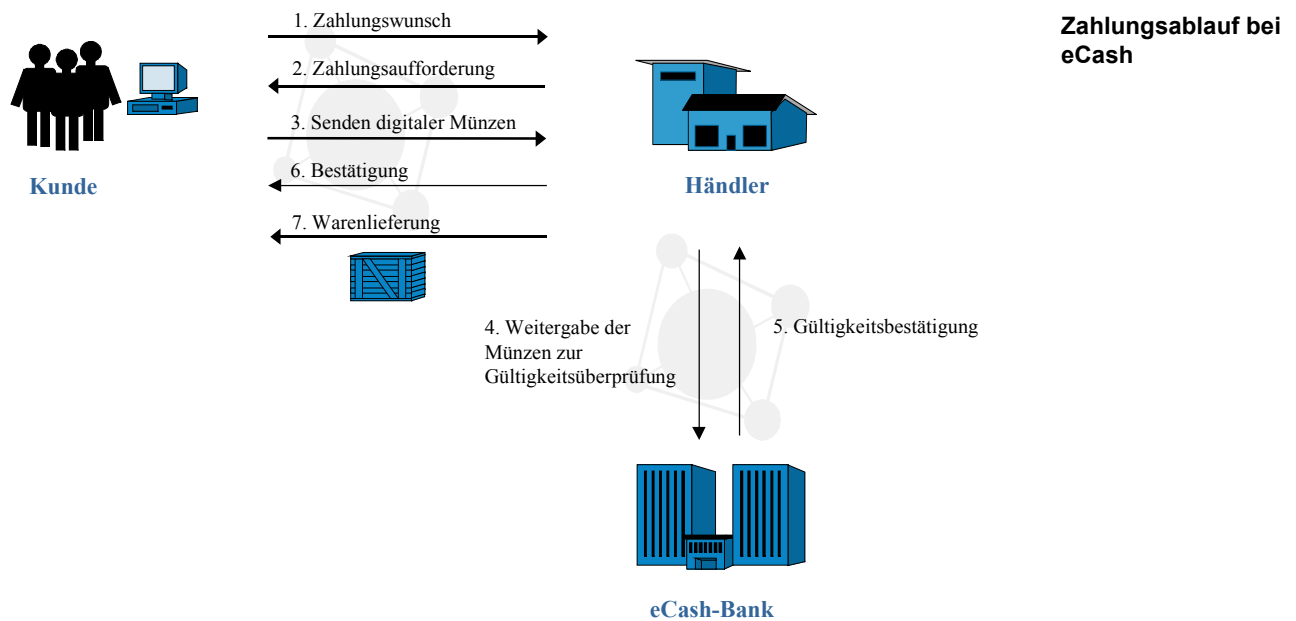 Zahlungsablauf bei
eCash
1. Zahlungswunsch
2. Zahlungsaufforderung
3. Senden digitaler Münzen
6. Bestätigung
7. Warenlieferung
Kunde
Händler
4. Weitergabe der
Münzen zur
Gültigkeitsüberprüfung
5. Gültigkeitsbestätigung
eCash-Bank